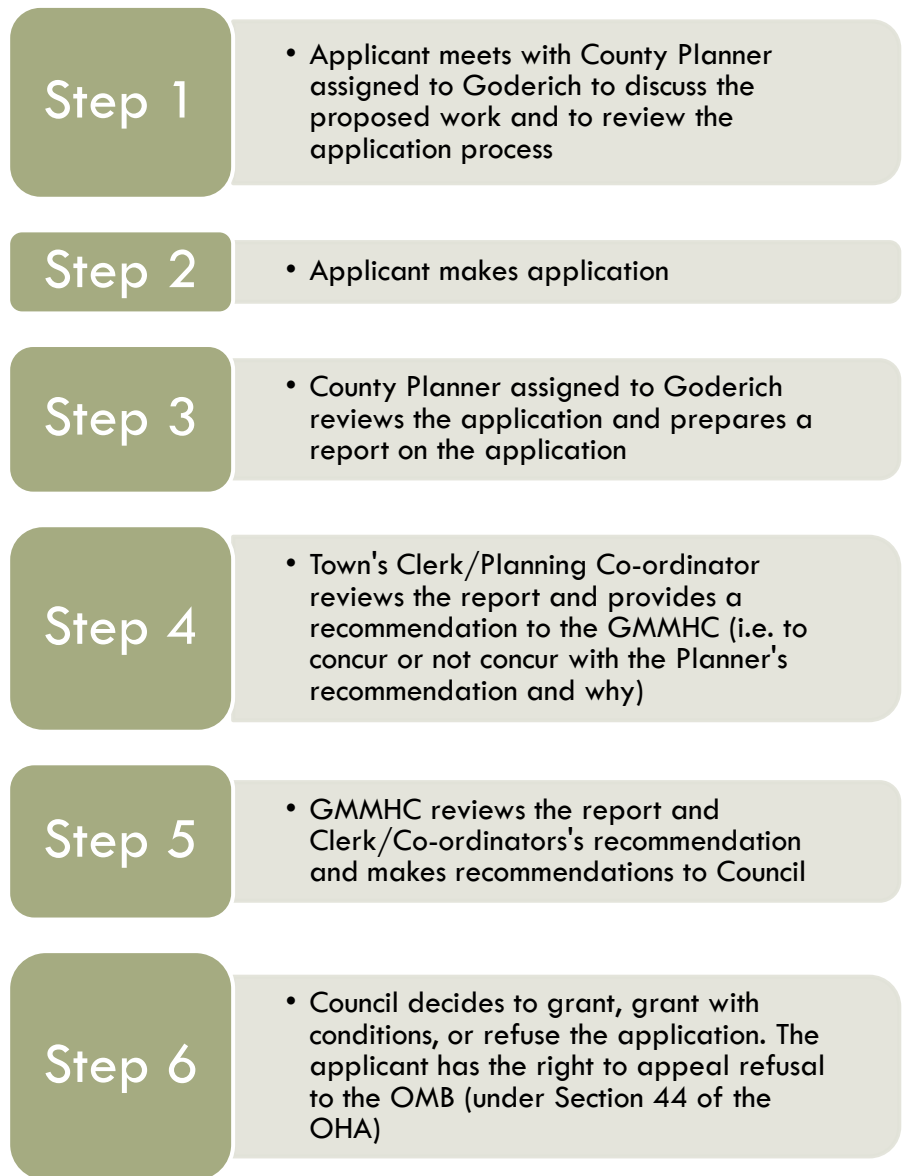 Step 1
• Applicant meets with County Planner
assigned to Goderich to discuss the
proposed work and to review the
application process
Step 2
• Applicant makes application
Step 3
• County Planner assigned to Goderich
reviews the application and prepares a
report on the application
Step 4
• Town's Clerk/Planning Co-ordinator
reviews the report and provides a
recommendation to the GMMHC (i.e. to
concur or not concur with the Planner's
recommendation and why)
Step 5
• GMMHC reviews the report and
Clerk/Co-ordinators's recommendation
and makes recommendations to Council
Step 6
• Council decides to grant, grant with
conditions, or refuse the application. The
applicant has the right to appeal refusal
to the OMB (under Section 44 of the
OHA)